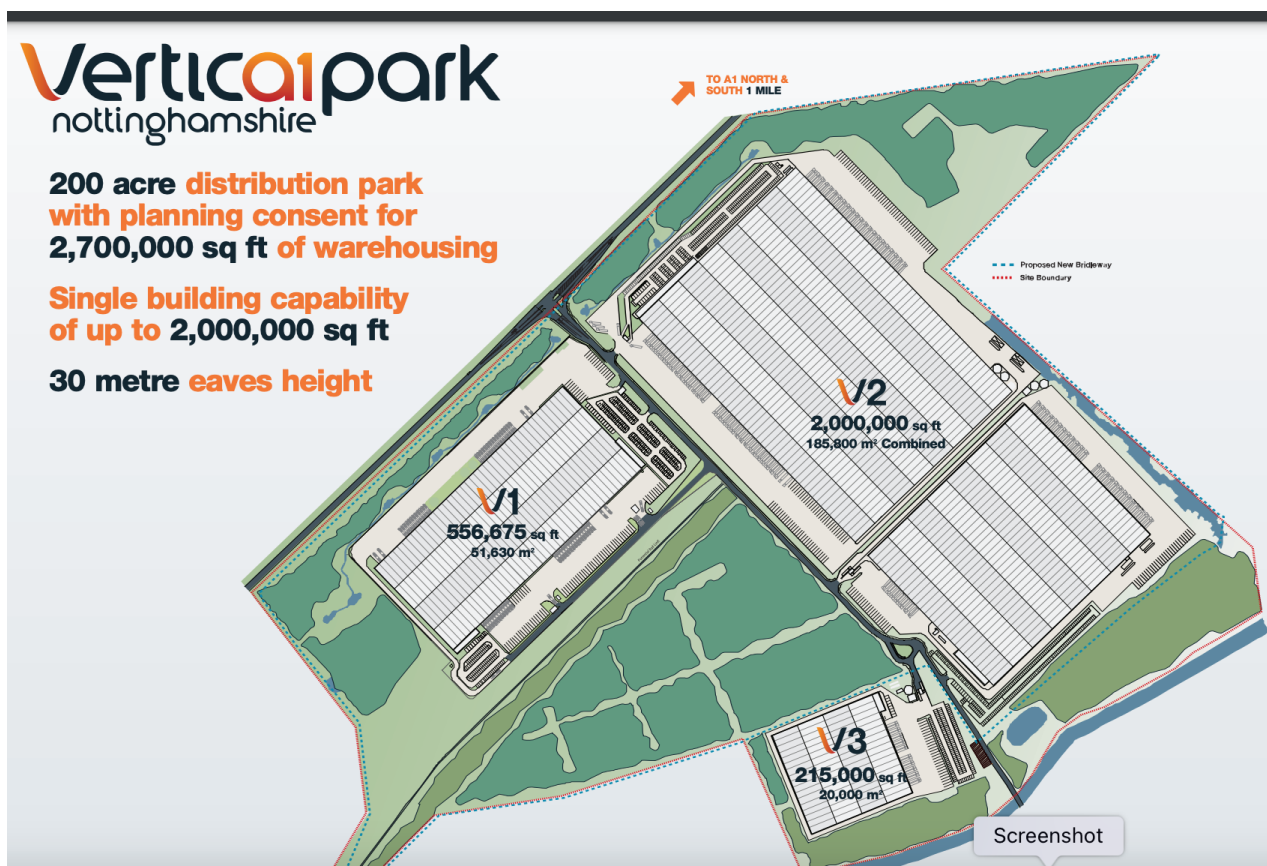 Vertica1park
nottinghamshire
200 acre distribution park
with planning consent for
2,700,000 sq ft of warehousing
Single building capability
of up to 2,000,000 sq ft
30 metre eaves height
TO A1 NORTH &
SOUTH 1 MILE
Proposed New Bridleway
Site Boundary
V2
2,000,000 sq ft
185,800 m² Combined
V1
556,675 sq ft
51,630 m²
V3
215,000 sq ft
20,000 m²
Screenshot